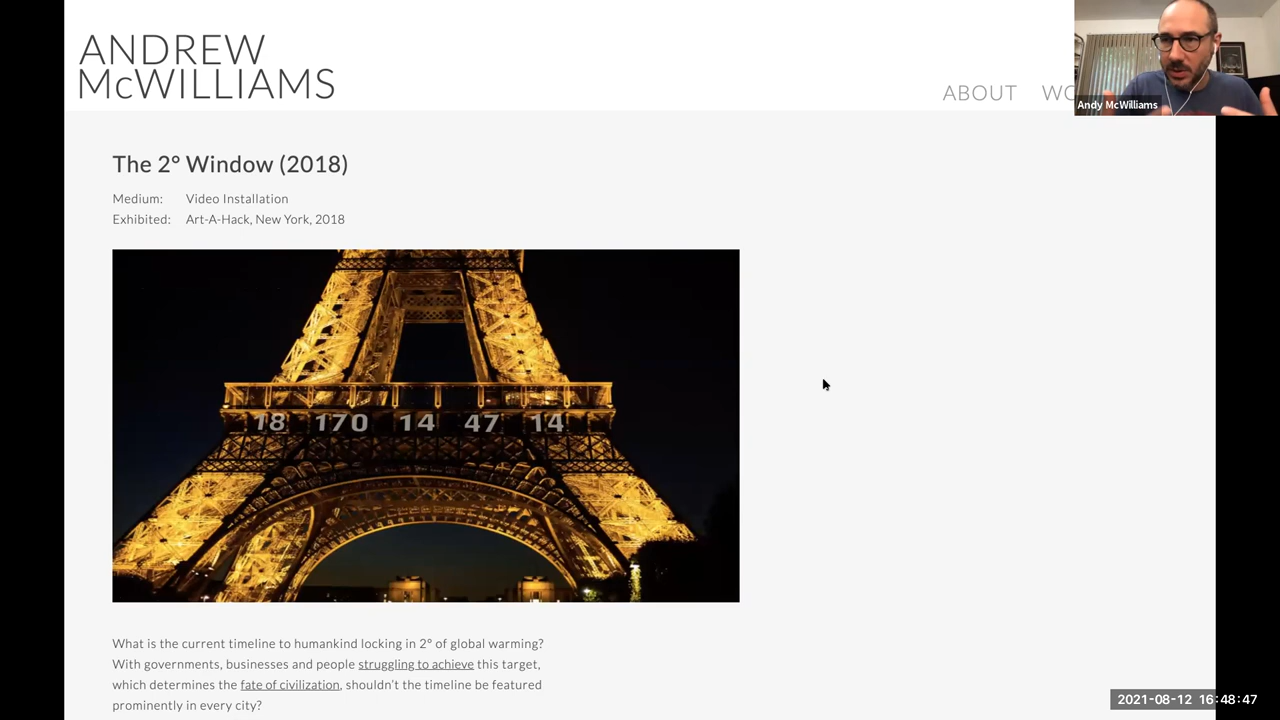 ANDREW
McWILLIAMS
ABOUT
Andy McWilliams
The 2° Window (2018)
Medium: Video Installation
Exhibited: Art-A-Hack, New York, 2018
18 170 14 47 14
What is the current timeline to humankind locking in 2° of global warming?
With governments, businesses and people struggling to achieve this target,
which determines the fate of civilization, shouldn't the timeline be featured
prominently in every city?
2021-08-12 16:48:47